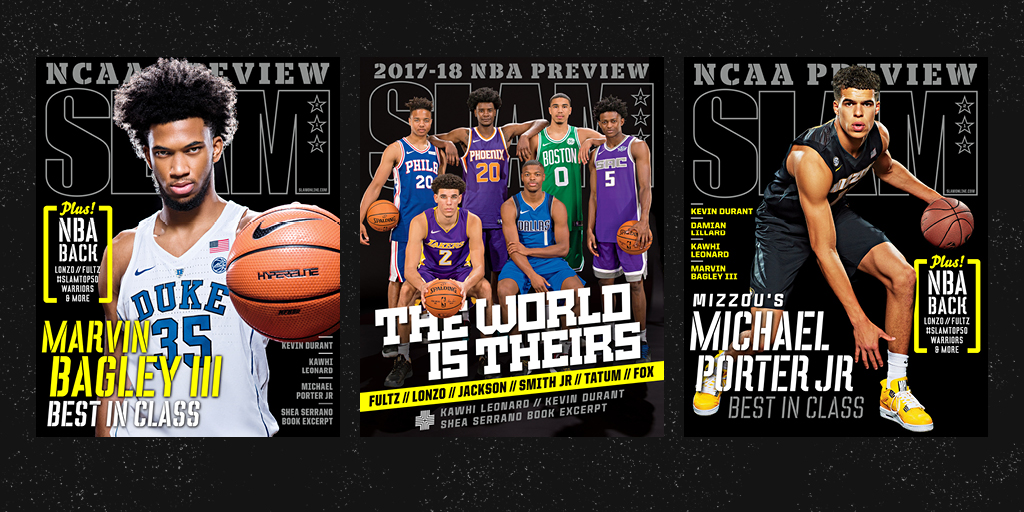 NCAA PREVIEW
SLAM
SLAMONLINE.COM
Plus!
NBA
BACK
LONZO // FULTZ
#SLAMTOP50
WARRIORS
& MORE
HYPERELITE
DUKE
35
MARVIN
BAGLEY III
BEST IN CLASS
KEVIN DURANT
KAWHI
LEONARD
MICHAEL
PORTER JR
SHEA SERRANO
BOOK EXCERPT
2017-18 NBA PREVIEW
SLAM
PHILA
20
PHOENIX
20
BOSTON
0
SAC
5
LAKERS
2
DALLAS
1
SPALDING
THE WORLD
IS THEIRS
FULTZ // LONZO // JACKSON // SMITH JR // TATUM // FOX
KAWHI LEONARD // KEVIN DURANT
SHEA SERRANO BOOK EXCERPT
NCAA PREVIEW
SLAM
SLAMONLINE.COM
KEVIN DURANT
DAMIAN
LILLARD
KAWHI
LEONARD
MARVIN
BAGLEY III
Plus!
NBA
BACK
LONZO // FULTZ
#SLAMTOP50
WARRIORS
& MORE
MIZZOU'S
MICHAEL
PORTER JR
BEST IN CLASS